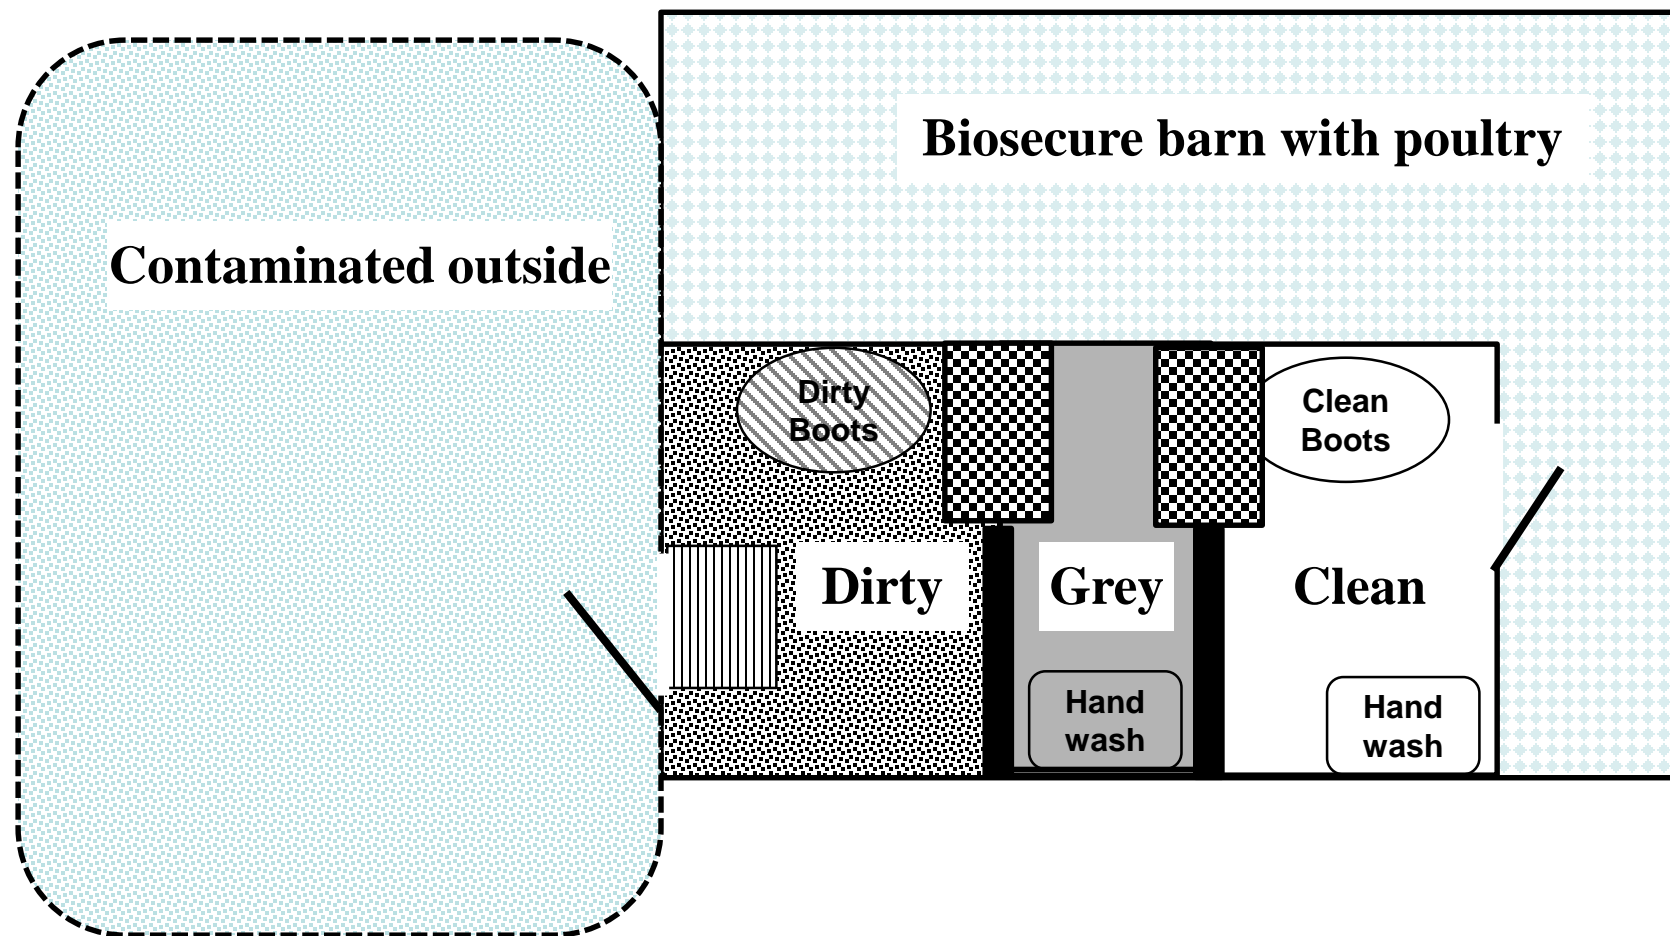 Biosecure barn with poultry
Contaminated outside
Dirty
Boots
Clean
Boots
Dirty
Grey
Clean
Hand
wash
Hand
wash